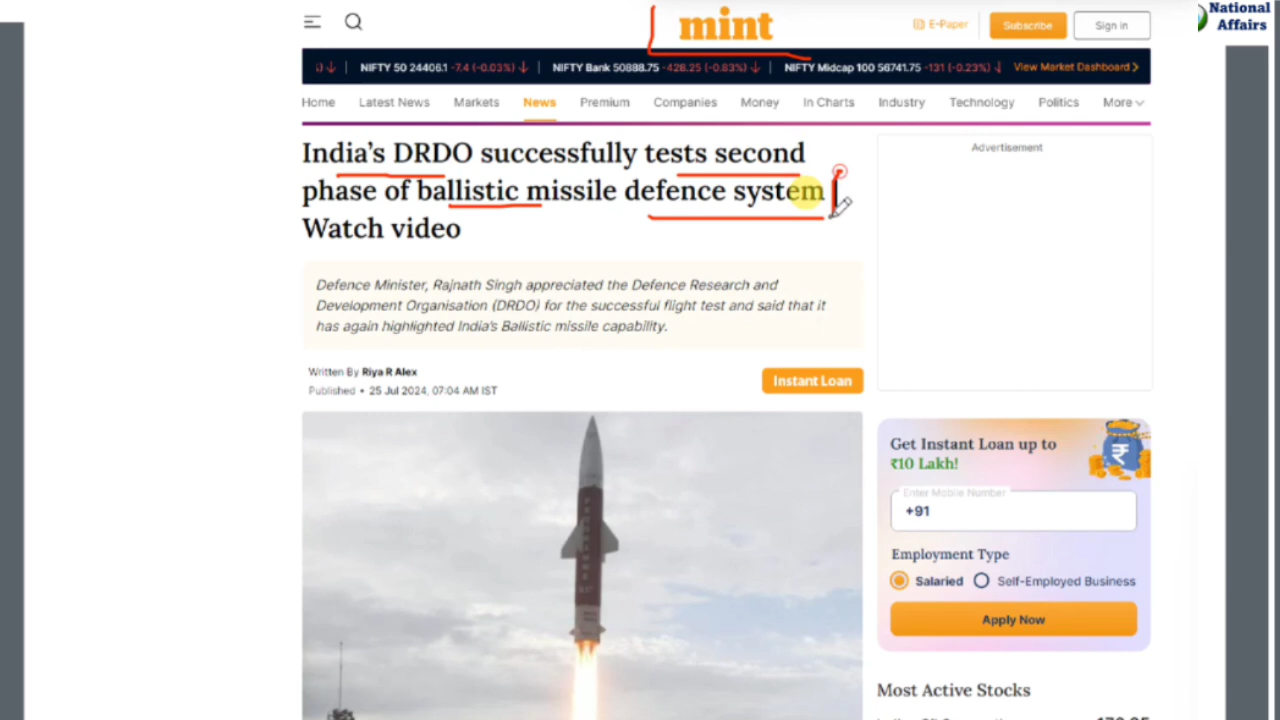 National
Affairs
mint
E-Paper
Subscribe
Sign in
NIFTY 50 24406.1 -7.4 (-0.03%)
NIFTY Bank 50888.75 -428.25 (-0.83%)
NIFTY Midcap 100 56741.75 -131 (-0.23%)
View Market Dashboard
Home
Latest News
Markets
News
Premium
Companies
Money
In Charts
Industry
Technology
Politics
More
India's DRDO successfully tests second
phase of ballistic missile defence system |
Watch video
Advertisement
Defence Minister, Rajnath Singh appreciated the Defence Research and
Development Organisation (DRDO) for the successful flight test and said that it
has again highlighted India's Ballistic missile capability.
Written By Riya R Alex
Published • 25 Jul 2024, 07:04 AM IST
Instant Loan
Get Instant Loan up to
₹10 Lakh!
Enter Mobile Number
+91
Employment Type
Salaried
Self-Employed Business
Apply Now
Most Active Stocks